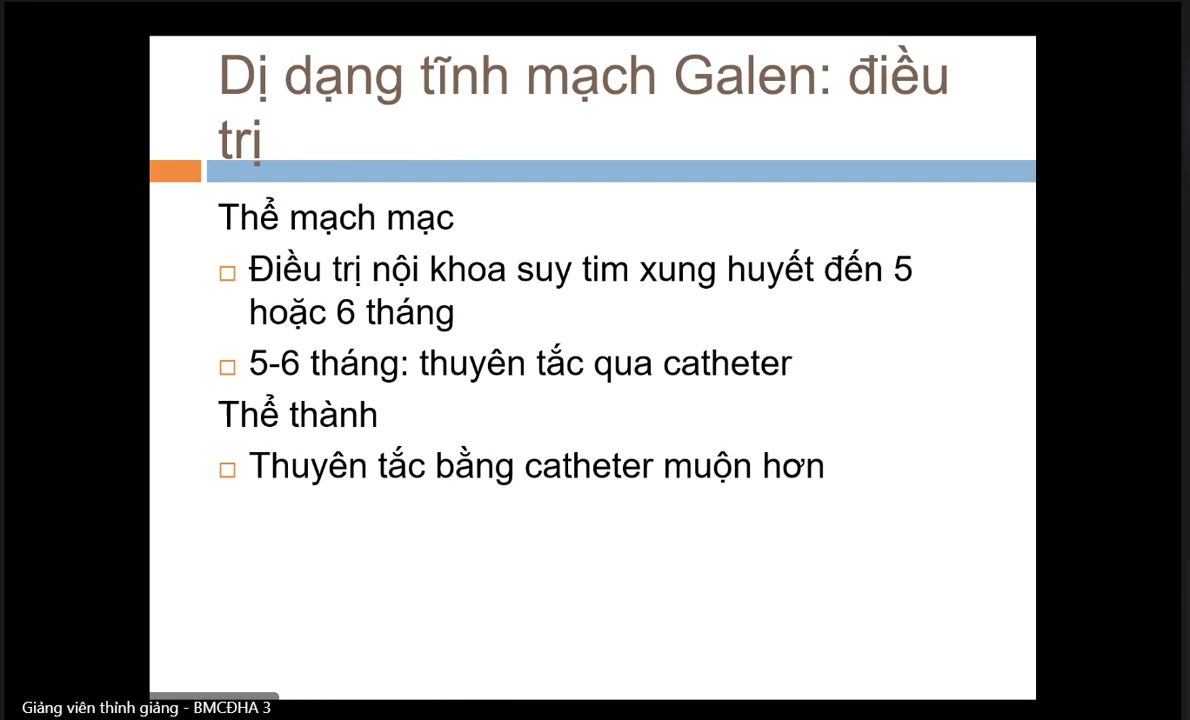 Dị dạng tĩnh mạch Galen: điều
trị
Thể mạch mạc
Điều trị nội khoa suy tim xung huyết đến 5
hoặc 6 tháng
5-6 tháng: thuyên tắc qua catheter
Thể thành
Thuyên tắc bằng catheter muộn hơn
Giảng viên thỉnh giảng - BMCĐHA 3